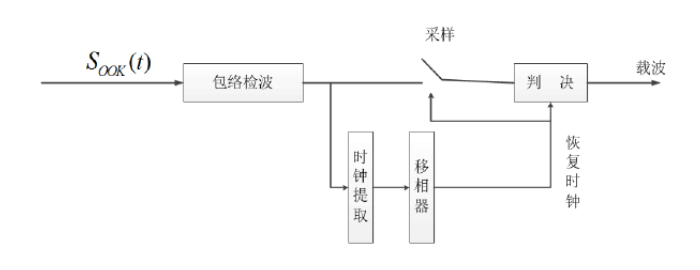 采样
S_OOK(t)
包络检波
判 决
载波
时钟提取
移相器
恢复时钟